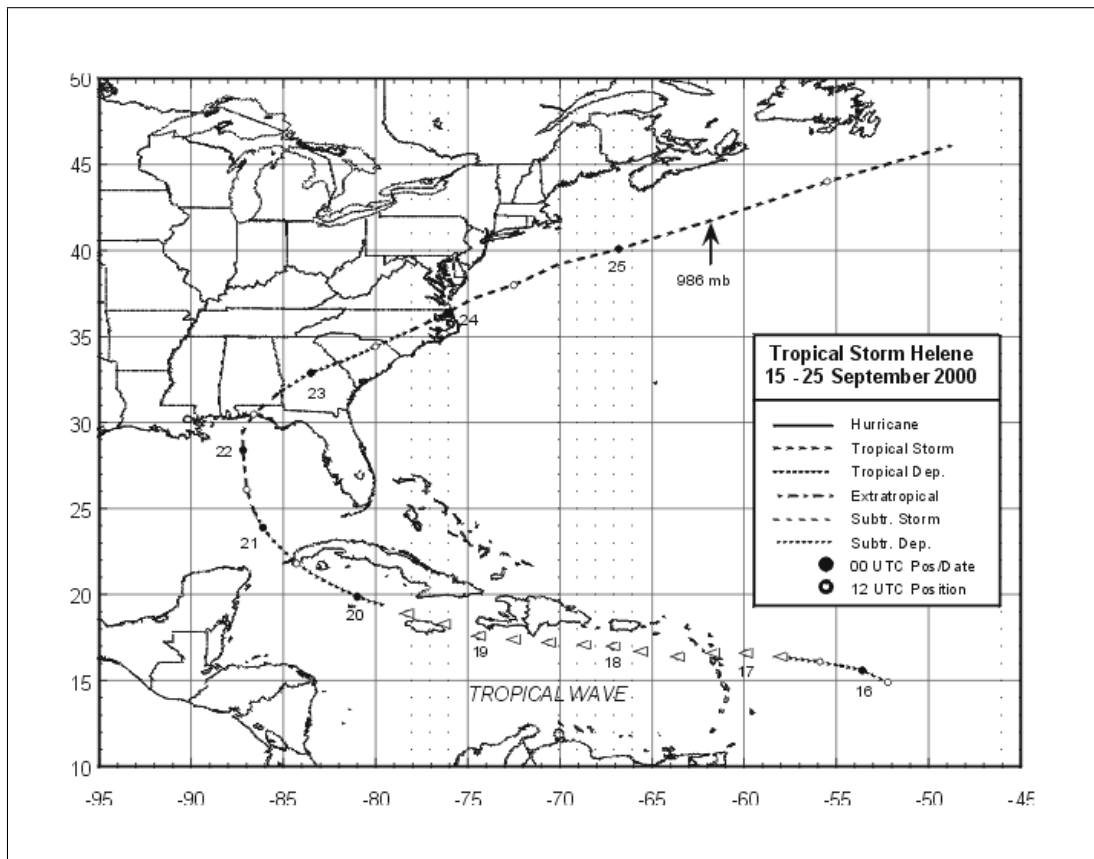 50
45
40
35
30
25
20
15
10
-95
-90
-85
-80
-75
-70
-65
-60
-55
-50
-45
25
986 mb
24
23
22
21
20
19
18
17
16
TROPICAL WAVE
Tropical Storm Helene
15 - 25 September 2000
Hurricane
Tropical Storm
Tropical Dep.
Extratropical
Subtr. Storm
Subtr. Dep.
00 UTC Pos/Date
12 UTC Position